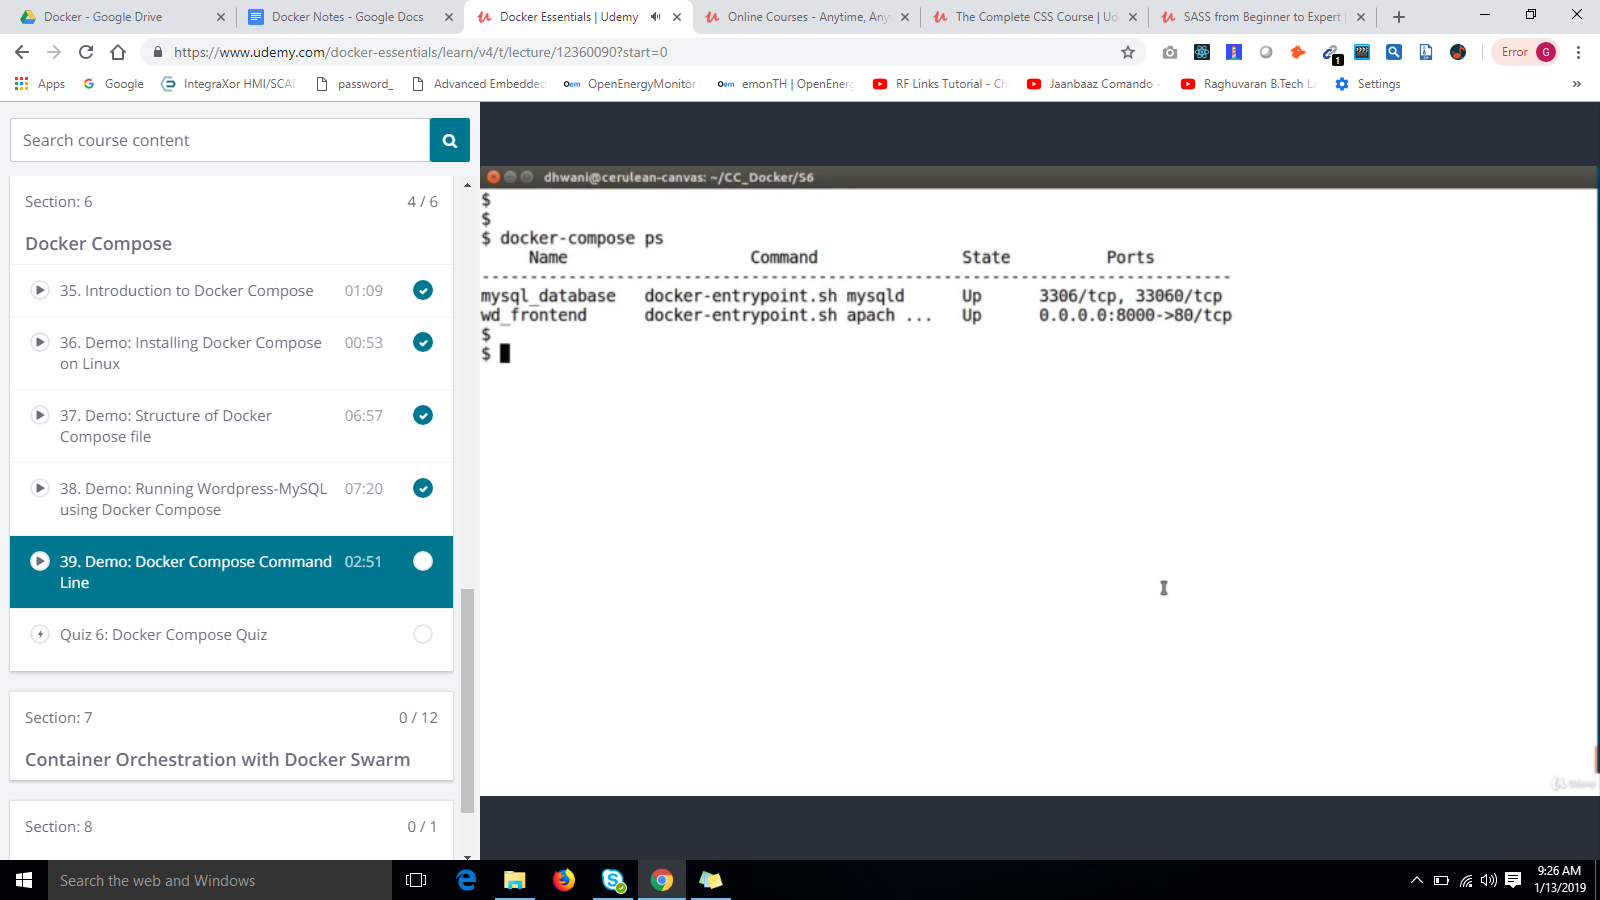 Docker - Google Drive
Docker Notes - Google Docs
Docker Essentials | Udemy
Online Courses - Anytime, Any
The Complete CSS Course | Ud
SASS from Beginner to Expert |
https://www.udemy.com/docker-essentials/learn/v4/t/lecture/12360090?start=0
1
Error G
Apps
Google
IntegraXor HMI/SCA
password_
Advanced Embedded
Oem OpenEnergyMonitor
Oem emonTH | OpenEnerg
RF Links Tutorial - Ch
Jaanbaaz Comando -
Raghuvaran B.Tech L
Settings
»
Search course content
Section: 6 4 / 6
Docker Compose
35. Introduction to Docker Compose 01:09
36. Demo: Installing Docker Compose 00:53
on Linux
37. Demo: Structure of Docker 06:57
Compose file
38. Demo: Running Wordpress-MySQL 07:20
using Docker Compose
39. Demo: Docker Compose Command 02:51
Line
Quiz 6: Docker Compose Quiz
Section: 7 0 / 12
Container Orchestration with Docker Swarm
Section: 8 0 / 1
dhwani@cerulean-canvas: ~/CC_Docker/S6
$
$
$ docker-compose ps
Name Command State Ports
--------------------------------------------------------------------------------
mysql_database docker-entrypoint.sh mysqld Up 3306/tcp, 33060/tcp
wd_frontend docker-entrypoint.sh apach ... Up 0.0.0.0:8000->80/tcp
$
$
Udemy
Search the web and Windows
9:26 AM
1/13/2019